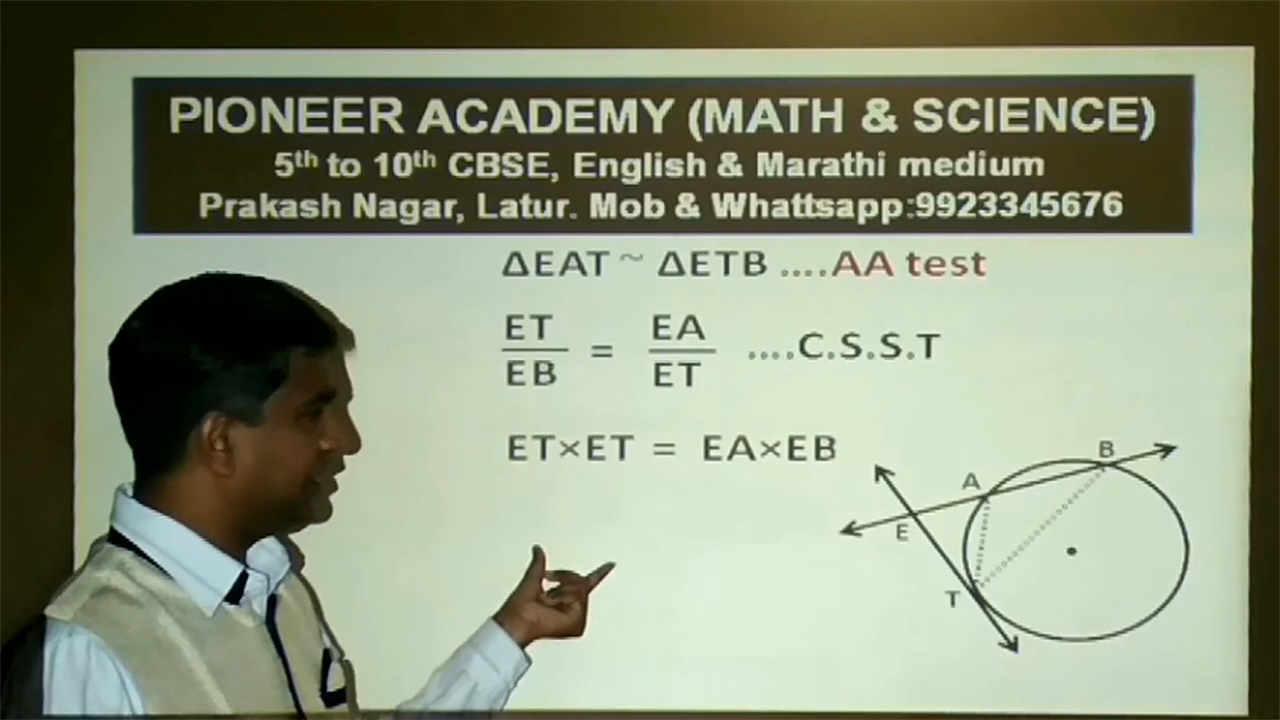 PIONEER ACADEMY (MATH & SCIENCE)
5th to 10th CBSE, English & Marathi medium
Prakash Nagar, Latur. Mob & Whattsapp:9923345676
ΔEAT ~ ΔETB ....AA test
ET/EB = EA/ET ....C.S.S.T
ET×ET = EA×EB
B
A
E
T